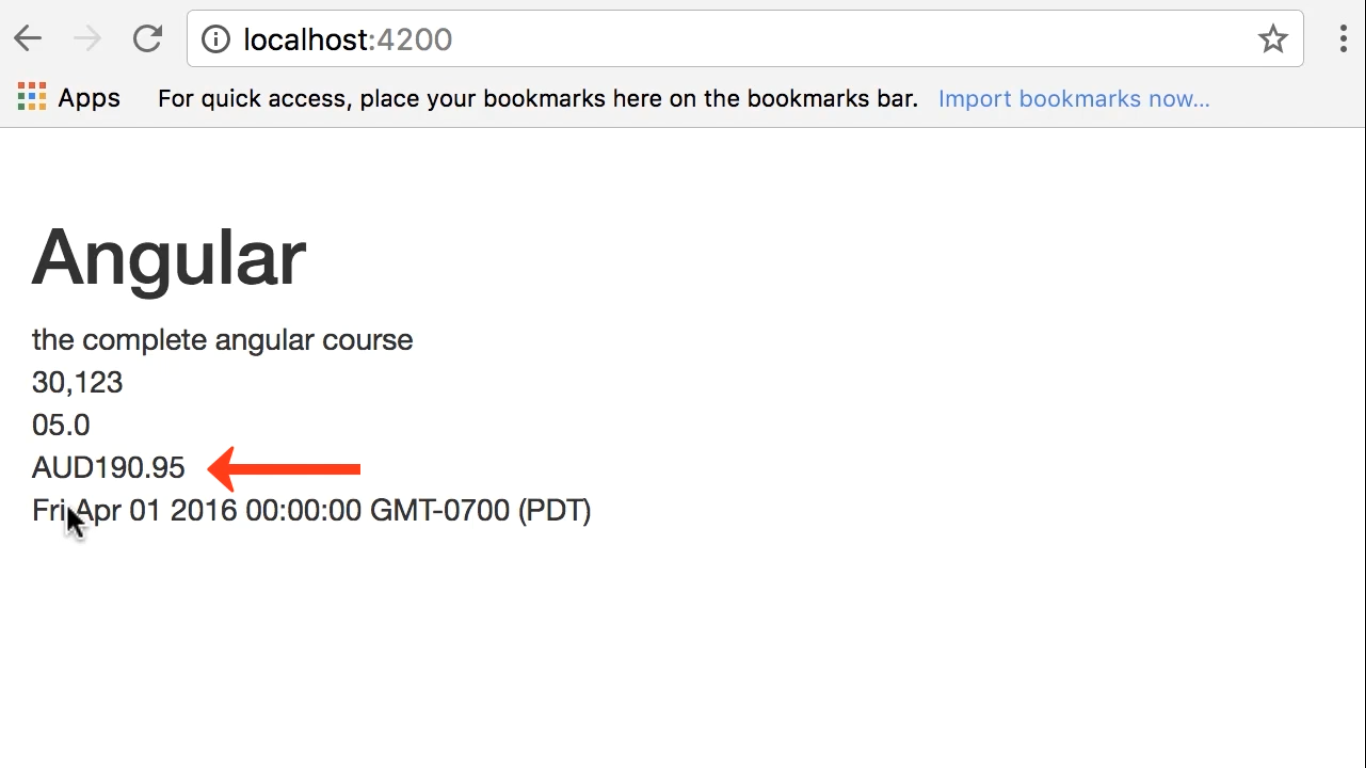 localhost:4200
Apps For quick access, place your bookmarks here on the bookmarks bar. Import bookmarks now...
Angular
the complete angular course
30,123
05.0
AUD190.95
Fri Apr 01 2016 00:00:00 GMT-0700 (PDT)